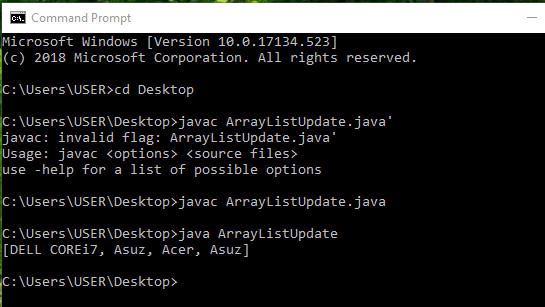 Command Prompt
Microsoft Windows [Version 10.0.17134.523]
(c) 2018 Microsoft Corporation. All rights reserved.
C:\Users\USER>cd Desktop
C:\Users\USER\Desktop>javac ArrayListUpdate.java'
javac: invalid flag: ArrayListUpdate.java'
Usage: javac <options> <source files>
use -help for a list of possible options
C:\Users\USER\Desktop>javac ArrayListUpdate.java
C:\Users\USER\Desktop>java ArrayListUpdate
[DELL COREi7, Asuz, Acer, Asuz]
C:\Users\USER\Desktop>